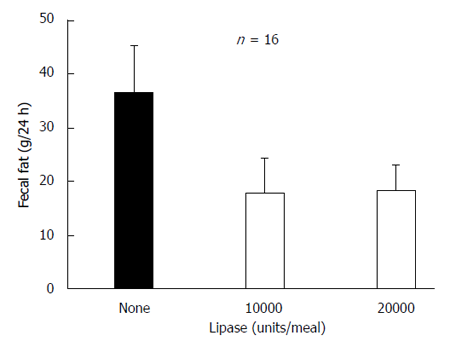 50
n = 16
40
30
20
10
0
Fecal fat (g/24 h)
None 10000 20000
Lipase (units/meal)